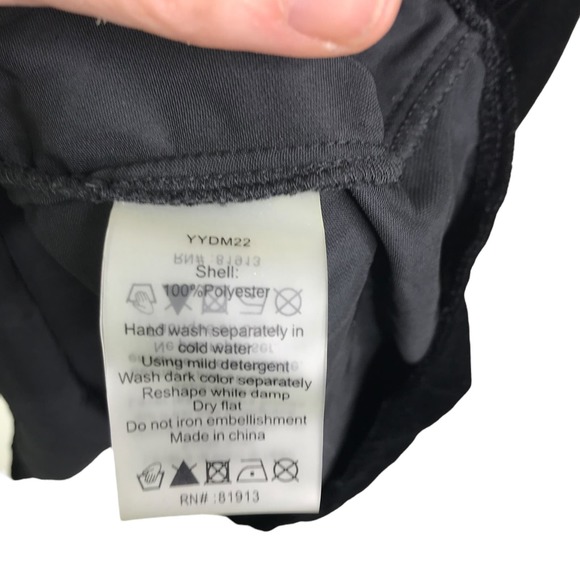 YYDM22
Shell:
100%Polyester
Hand wash separately in
cold water
Using mild detergent
Wash dark color separately
Reshape while damp
Dry flat
Do not iron embellishment
Made in china
RN# :81913